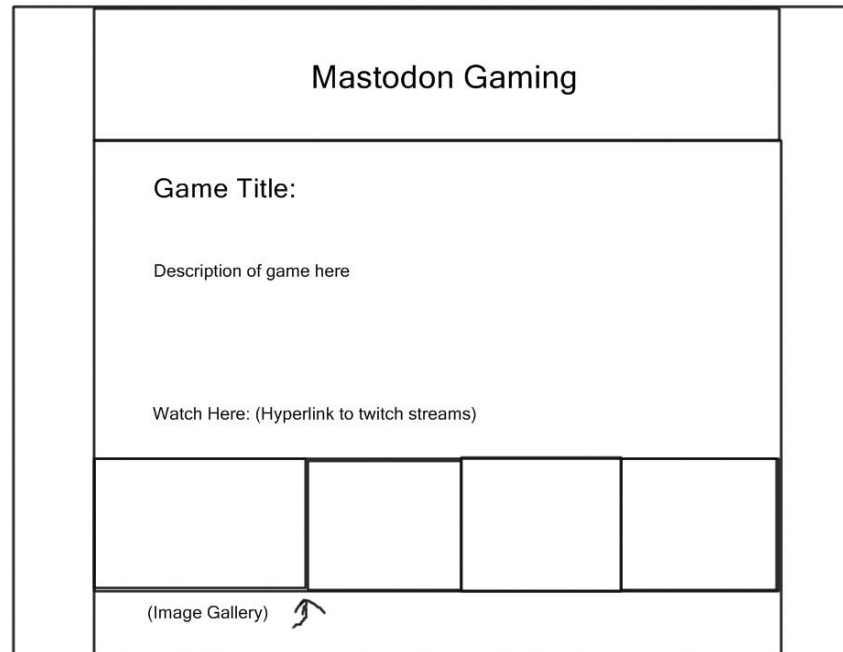 Mastodon Gaming
Game Title:
Description of game here
Watch Here: (Hyperlink to twitch streams)
(Image Gallery)